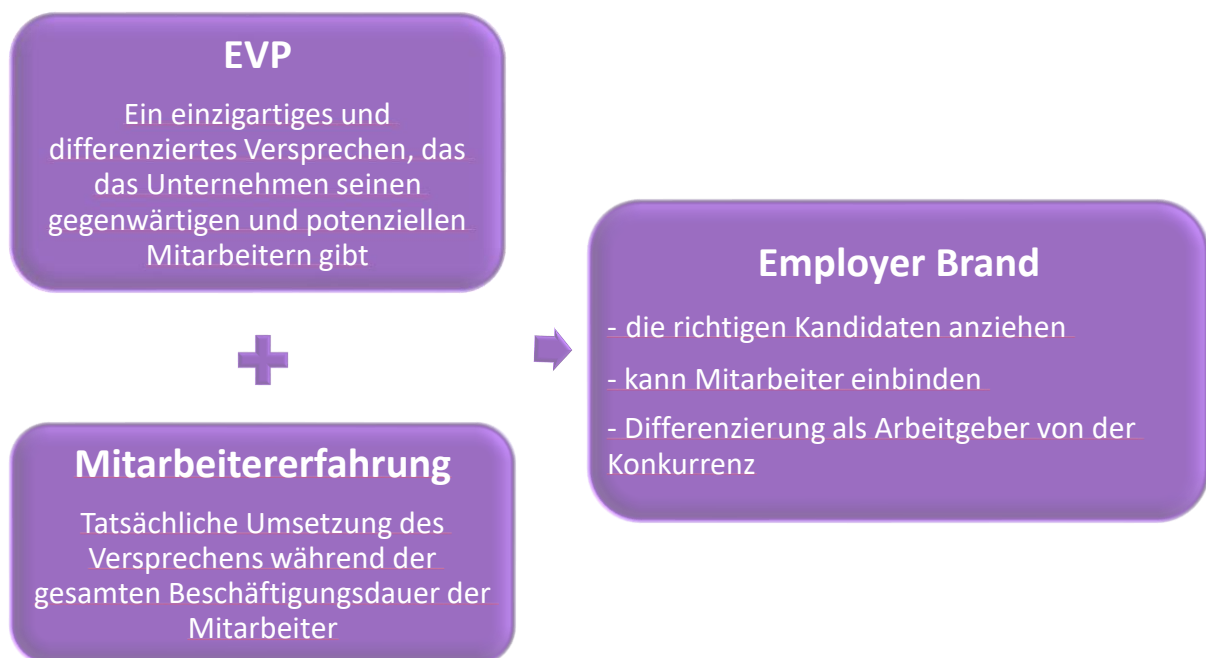 EVP
Ein einzigartiges und
differenziertes Versprechen, das
das Unternehmen seinen
gegenwärtigen und potenziellen
Mitarbeitern gibt
Mitarbeitererfahrung
Tatsächliche Umsetzung des
Versprechens während der
gesamten Beschäftigungsdauer der
Mitarbeiter
Employer Brand
- die richtigen Kandidaten anziehen
- kann Mitarbeiter einbinden
- Differenzierung als Arbeitgeber von der
Konkurrenz